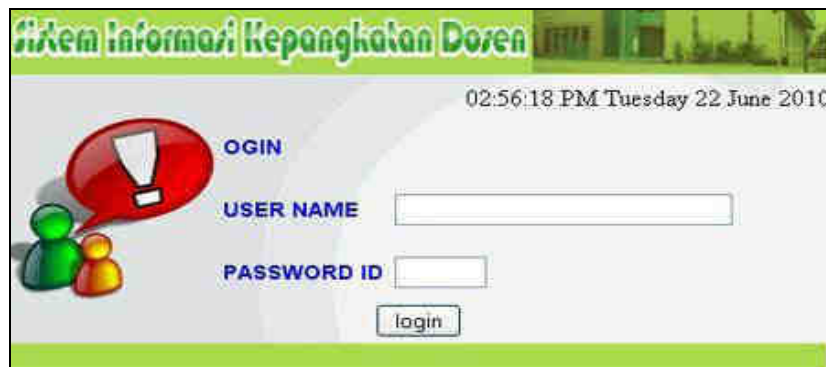 Sistem Informasi Kepangkatan Dosen
02:56:18 PM Tuesday 22 June 2010
OGIN
USER NAME
PASSWORD ID
login